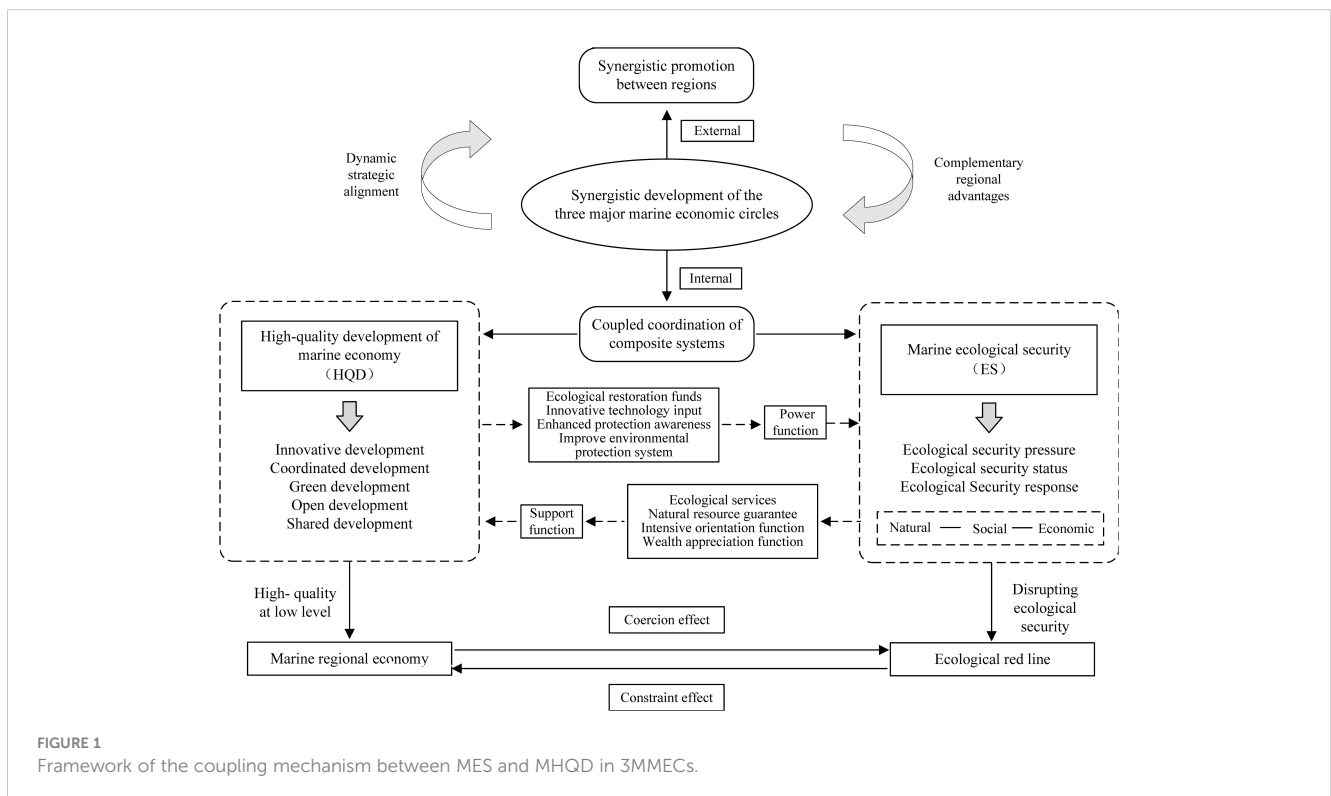 Synergistic promotion
between regions
External
Dynamic
strategic
alignment
Complementary
regional
advantages
Synergistic development of the
three major marine economic circles
Internal
Coupled coordination of
composite systems
High-quality development of
marine economy
（HQD）
Innovative development
Coordinated development
Green development
Open development
Shared development
Ecological restoration funds
Innovative technology input
Enhanced protection awareness
Improve environmental
protection system
Power
function
Support
function
Ecological services
Natural resource guarantee
Intensive orientation function
Wealth appreciation function
Marine ecological security
（ES）
Ecological security pressure
Ecological security status
Ecological Security response
Natural — Social — Economic
High- quality
at low level
Disrupting
ecological
security
Coercion effect
Marine regional economy
Ecological red line
Constraint effect
FIGURE 1
Framework of the coupling mechanism between MES and MHQD in 3MMECs.